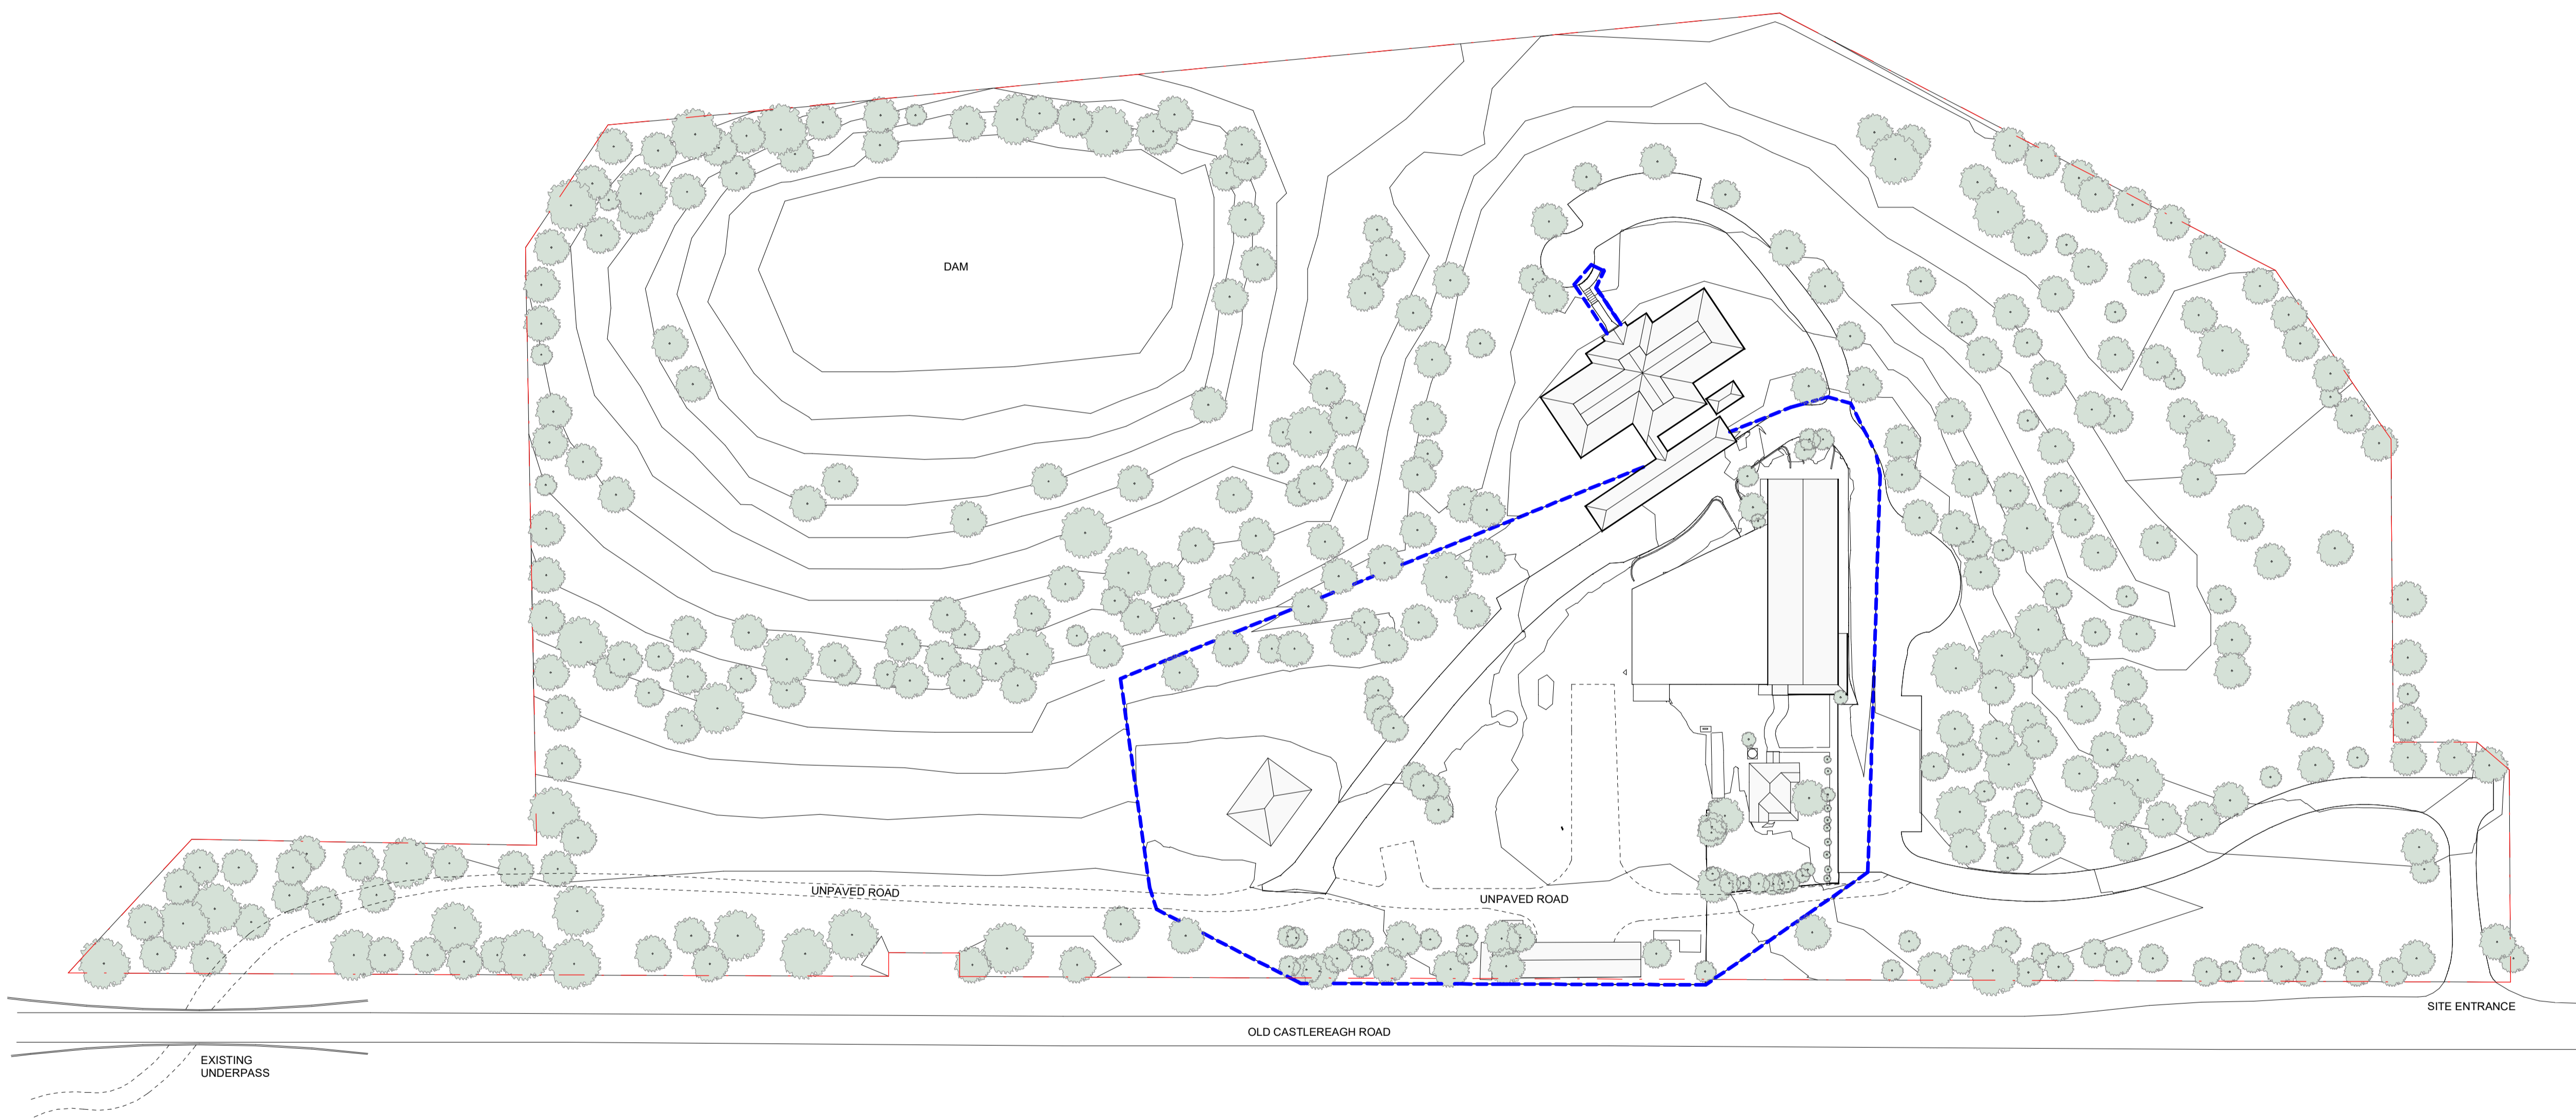 DAM
UNPAVED ROAD
UNPAVED ROAD
SITE ENTRANCE
OLD CASTLEREAGH ROAD
EXISTING
UNDERPASS